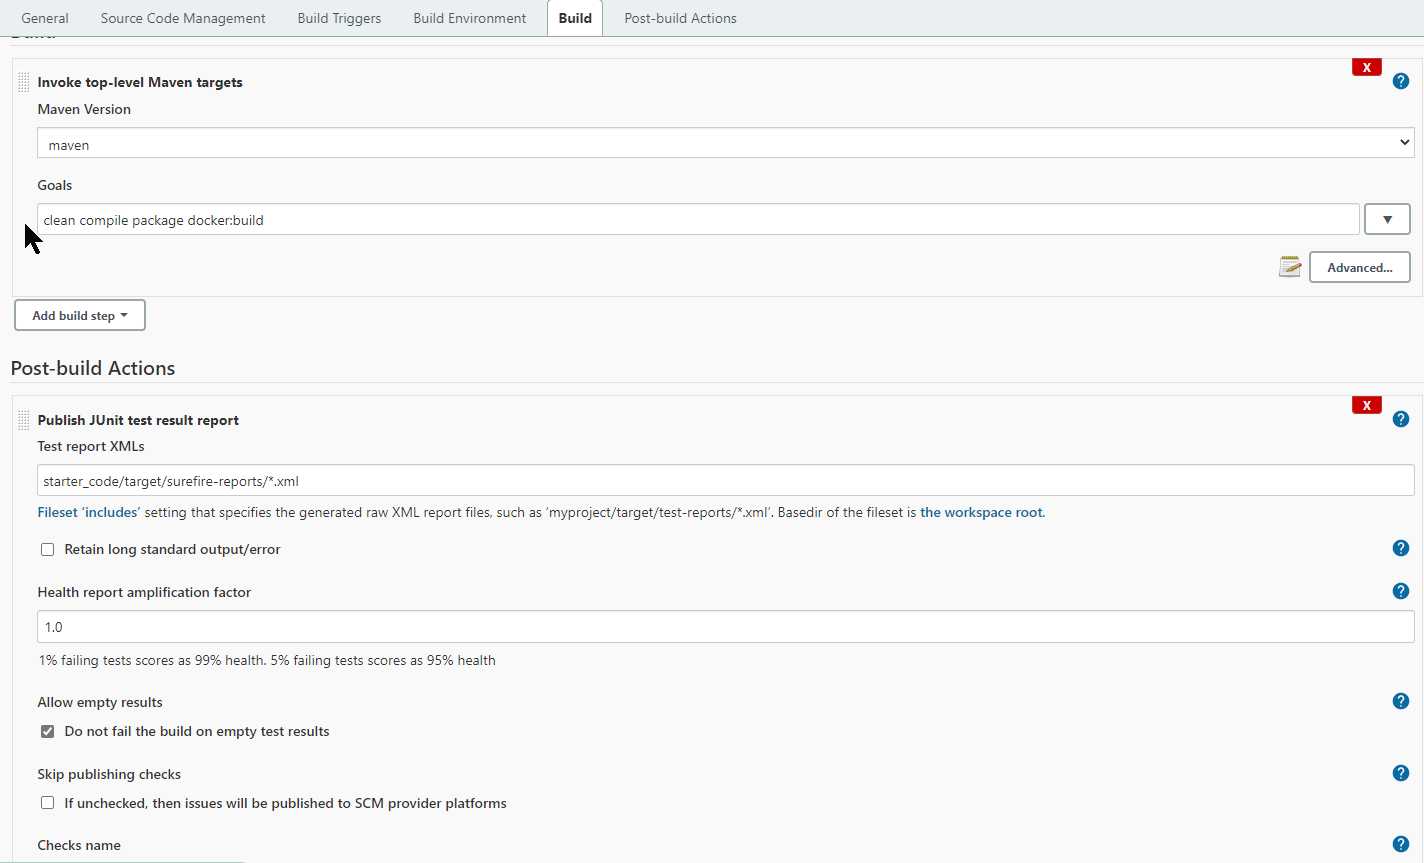 General Source Code Management Build Triggers Build Environment Build Post-build Actions
Build
Invoke top-level Maven targets X ?
Maven Version
maven
Goals
clean compile package docker:build ▼
Advanced...
Add build step
Post-build Actions
Publish JUnit test result report X ?
Test report XMLs
starter_code/target/surefire-reports/*.xml
Fileset ‘includes’ setting that specifies the generated raw XML report files, such as ‘myproject/target/test-reports/*.xml’. Basedir of the fileset is the workspace root.
Retain long standard output/error ?
Health report amplification factor ?
1.0
1% failing tests scores as 99% health. 5% failing tests scores as 95% health
Allow empty results ?
Do not fail the build on empty test results
Skip publishing checks ?
If unchecked, then issues will be published to SCM provider platforms
Checks name ?